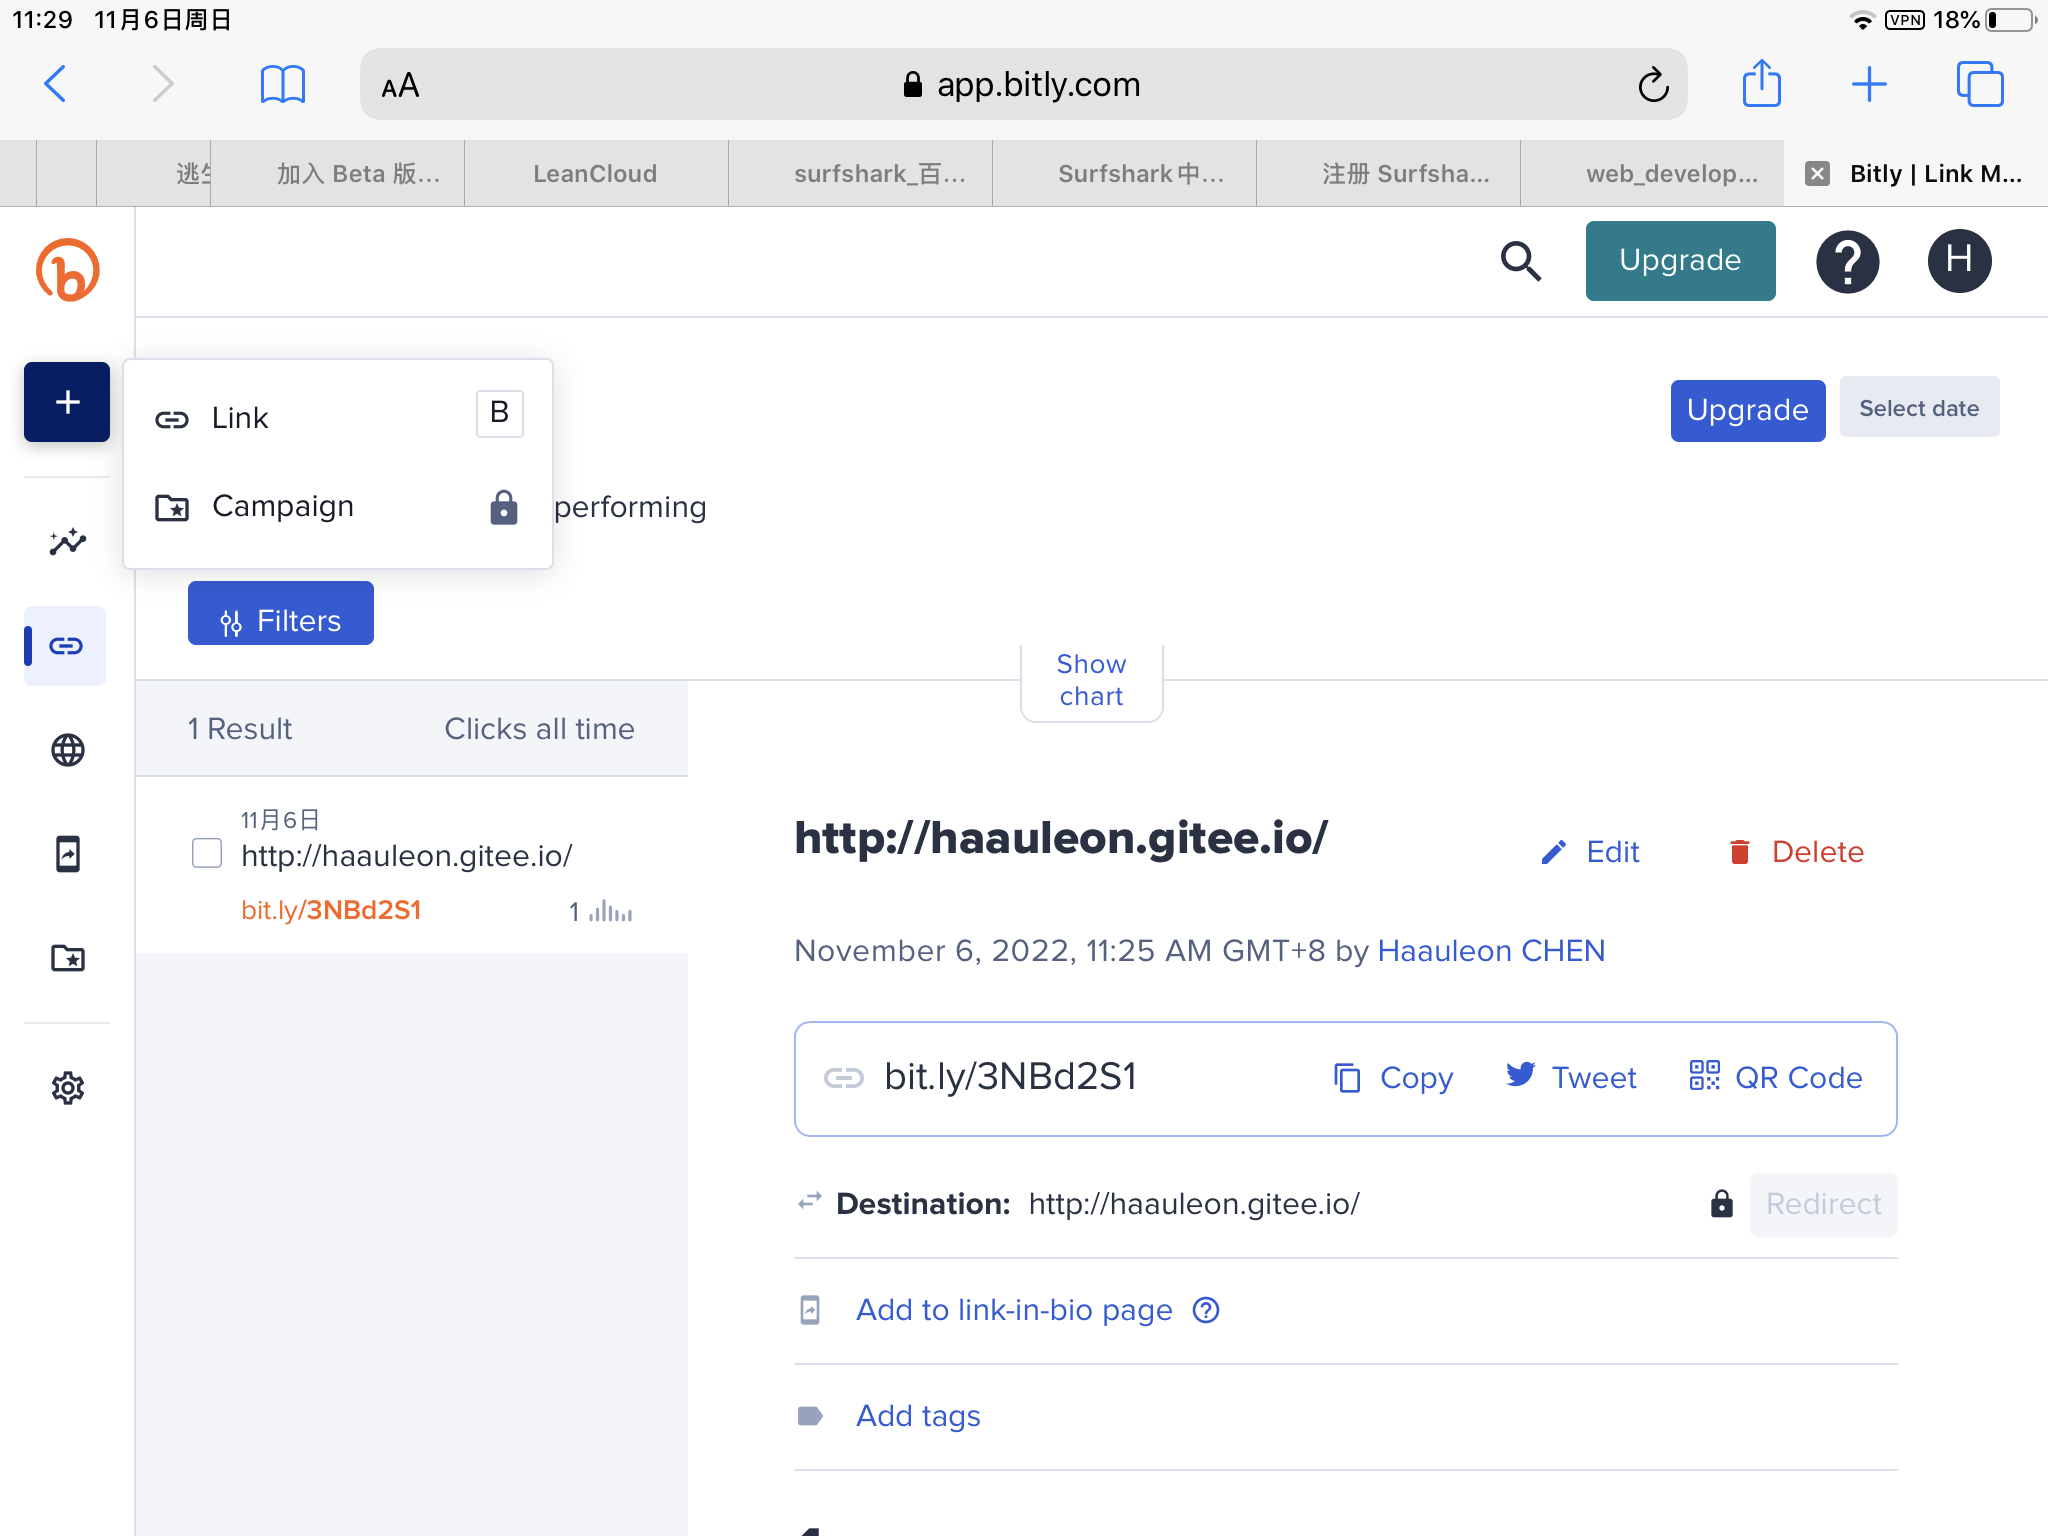 11:29 11月6日周日
VPN 18%
AA app.bitly.com
逃生 加入 Beta 版... LeanCloud surfshark_百... Surfshark中... 注册 Surfsha... web_develop... Bitly | Link M...
b
Upgrade ? H
+
Link B
Campaign
Upgrade Select date
performing
Filters
Show
chart
1 Result Clicks all time
11月6日
http://haauleon.gitee.io/
bit.ly/3NBd2S1 1
http://haauleon.gitee.io/ Edit Delete
November 6, 2022, 11:25 AM GMT+8 by Haauleon CHEN
bit.ly/3NBd2S1 Copy Tweet QR Code
Destination: http://haauleon.gitee.io/ Redirect
Add to link-in-bio page ?
Add tags